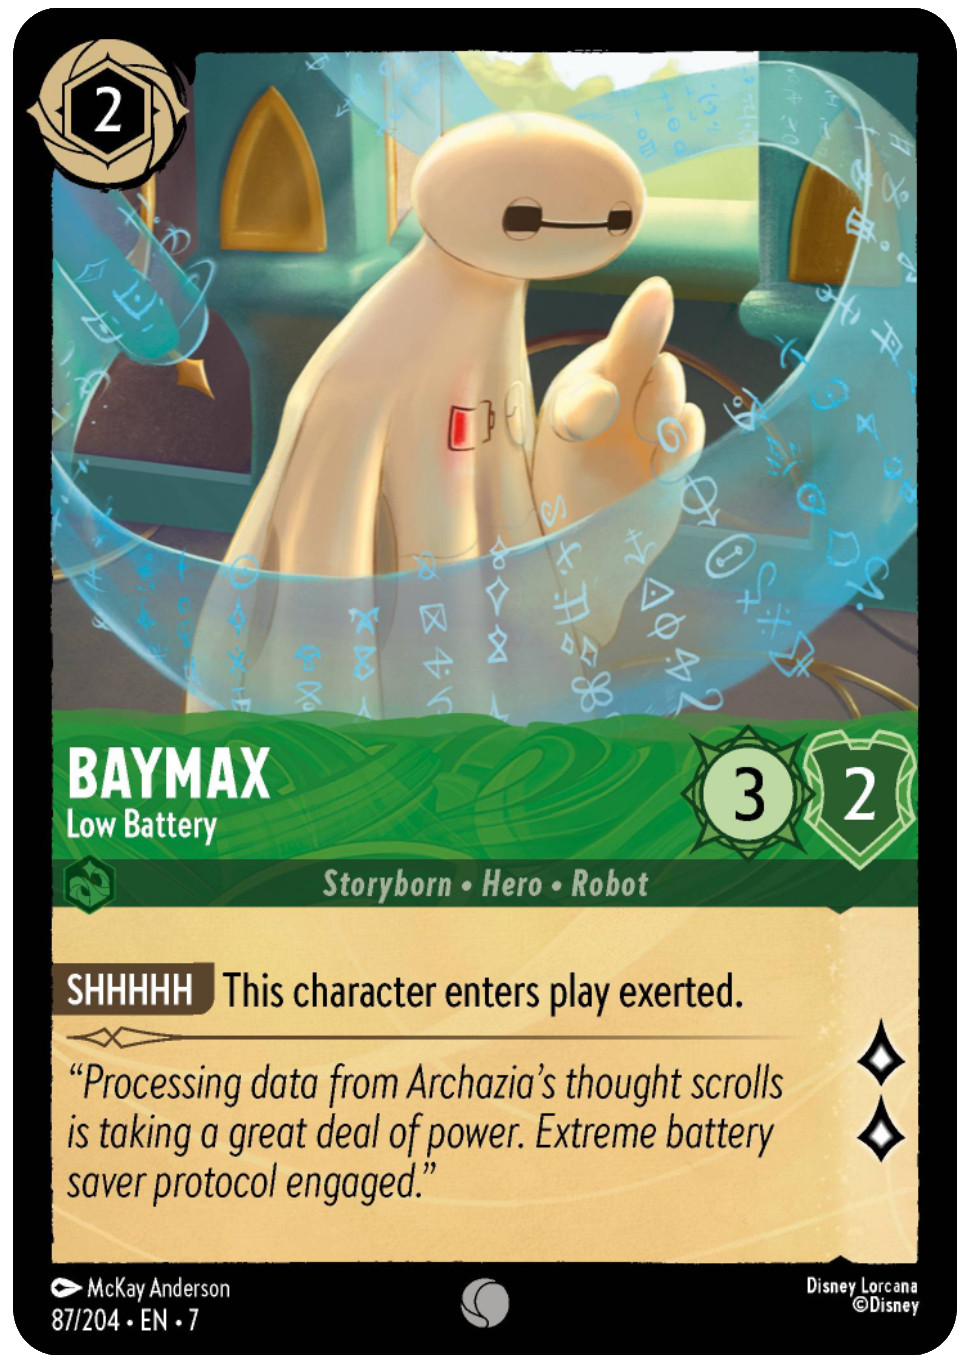 2
BAYMAX
Low Battery
3
2
Storyborn • Hero • Robot
SHHHHH This character enters play exerted.
“Processing data from Archazia’s thought scrolls
is taking a great deal of power. Extreme battery
saver protocol engaged.”
McKay Anderson
87/204 • EN • 7
Disney Lorcana
©Disney